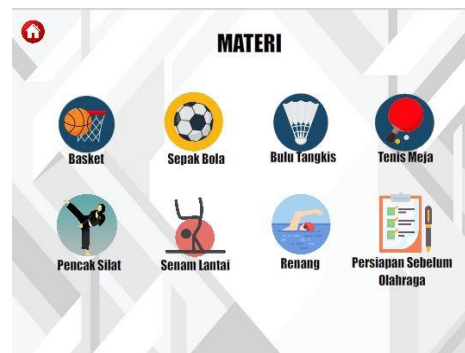 MATERI
Basket
Sepak Bola
Bulu Tangkis
Tenis Meja
Pencak Silat
Senam Lantai
Renang
Persiapan Sebelum
Olahraga